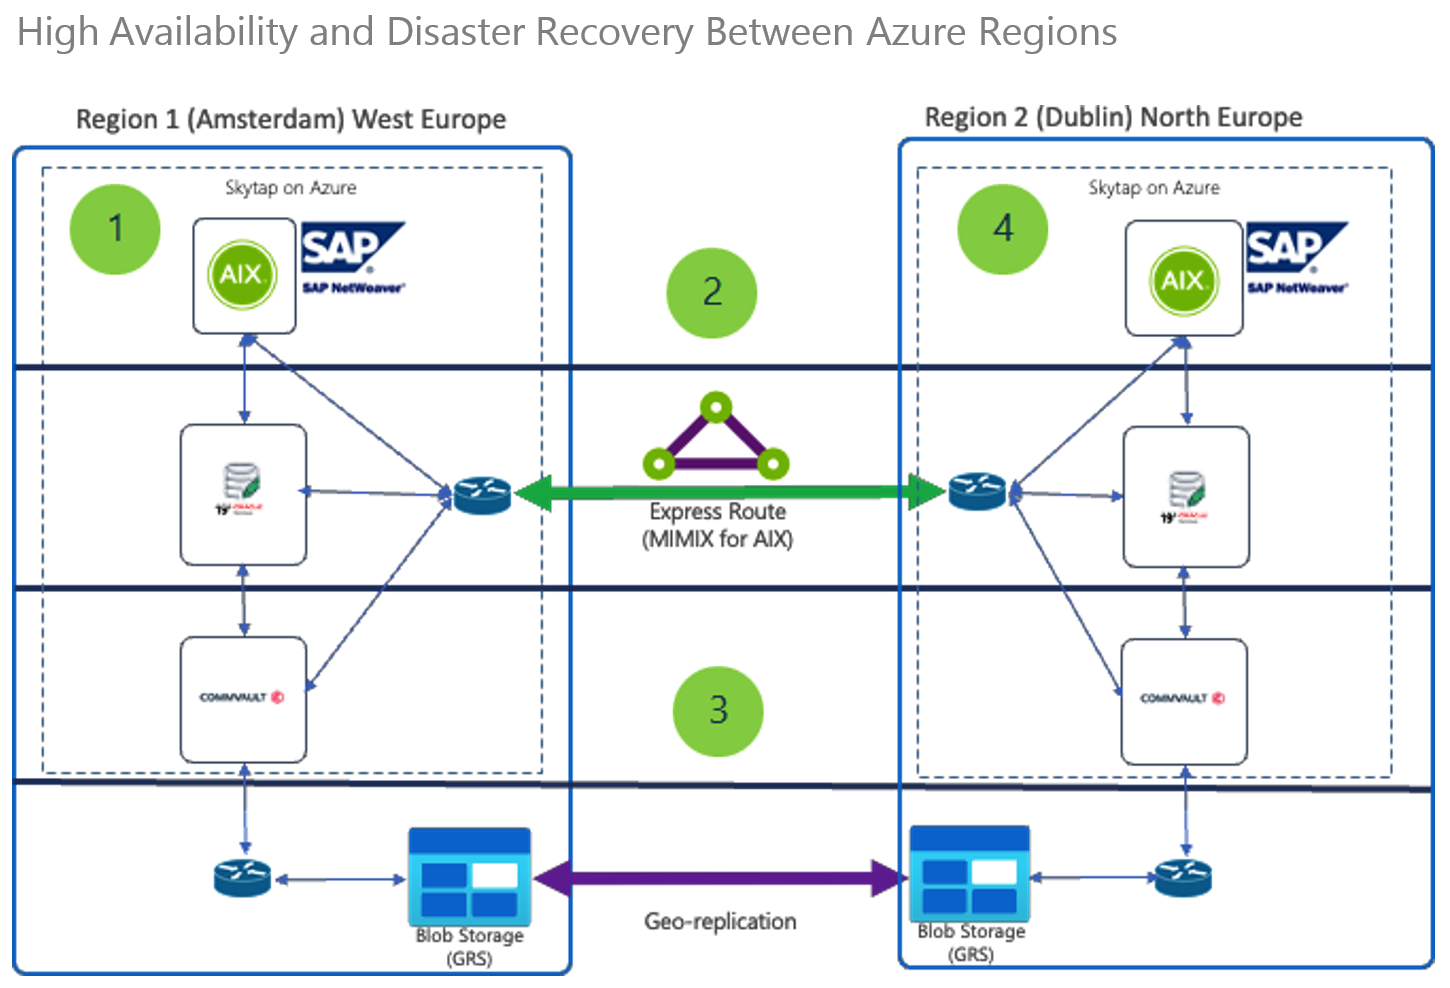 High Availability and Disaster Recovery Between Azure Regions
Region 1 (Amsterdam) West Europe
Region 2 (Dublin) North Europe
Skytap on Azure
Skytap on Azure
1
AIX
SAP
SAP NetWeaver
2
4
AIX
SAP
SAP NetWeaver
Express Route
(MIMIX for AIX)
19c ORACLE
19c ORACLE
COMMVAULT
3
COMMVAULT
Blob Storage
(GRS)
Geo-replication
Blob Storage
(GRS)